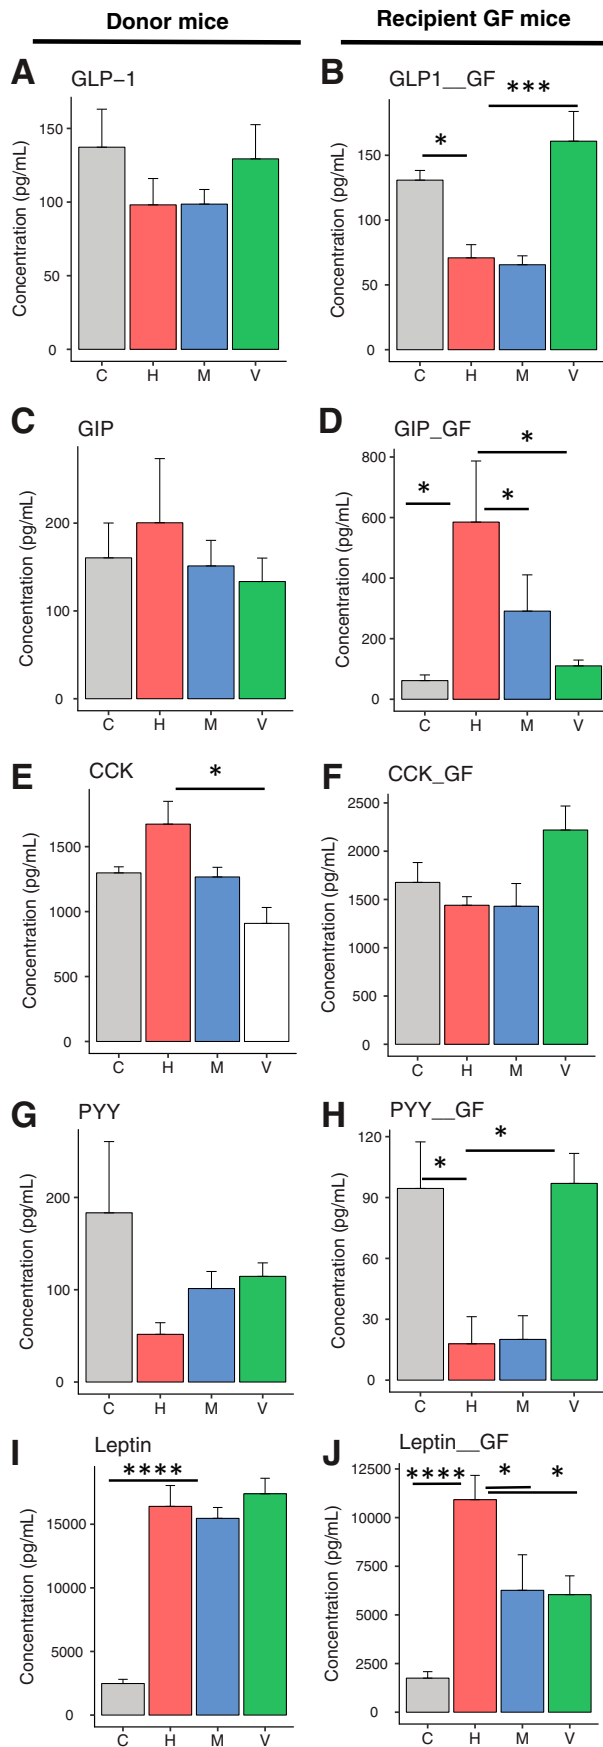 Donor mice
Recipient GF mice
A
GLP-1
Concentration (pg/mL)
150
100
50
0
C H M V
B
GLP1__GF
Concentration (pg/mL)
*
***
150
100
50
0
C H M V
C
GIP
Concentration (pg/mL)
200
100
0
C H M V
D
GIP_GF
Concentration (pg/mL)
*
*
*
800
600
400
200
0
C H M V
E
CCK
Concentration (pg/mL)
*
1500
1000
500
0
C H M V
F
CCK_GF
Concentration (pg/mL)
2500
2000
1500
1000
500
0
C H M V
G
PYY
Concentration (pg/mL)
200
100
0
C H M V
H
PYY__GF
Concentration (pg/mL)
*
*
120
90
60
30
0
C H M V
I
Leptin
Concentration (pg/mL)
****
15000
10000
5000
0
C H M V
J
Leptin__GF
Concentration (pg/mL)
****
*
*
12500
10000
7500
5000
2500
0
C H M V